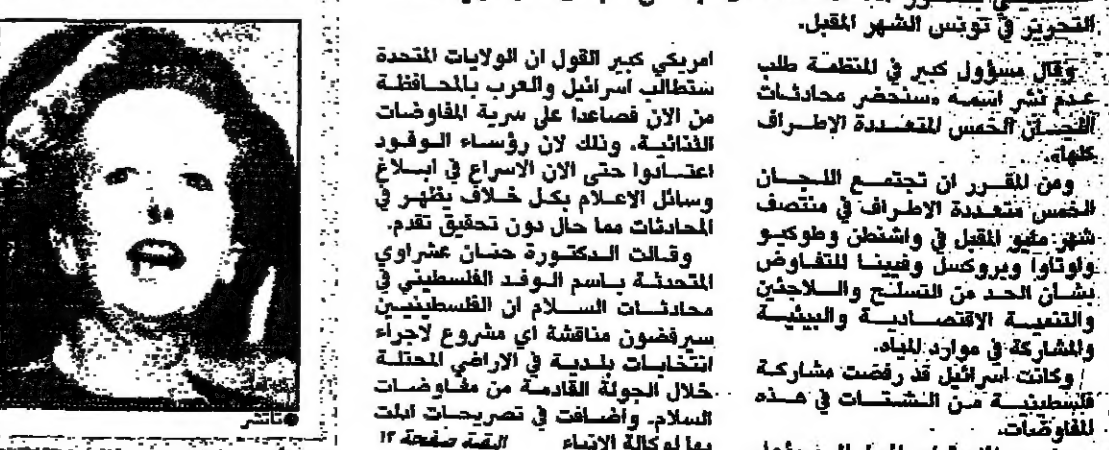 التحرير في تونس الشهر المقبل.
وقال مسؤول كبير في المنظمة طلب
عدم نشر اسمه «سنحضر محادثات
اللجان الخمس المتعددة الاطراف
كلها».
ومن المقرر ان تجتمع اللجان
الخمس متعددة الاطراف في منتصف
شهر مايو المقبل في واشنطن وطوكيو
ولوتاوا وبروكسل وفيينا للتفاوض
بشأن الحد من التسلح واللاجئين
والتنمية الاقتصادية والبيئية
والمشاركة في موارد المياه.
وكانت اسرائيل قد رفضت مشاركة
فلسطينية من الشتات في هذه
المفاوضات.
امريكي كبير القول ان الولايات المتحدة
ستطالب اسرائيل والعرب بالمحافظة
من الان فصاعدا على سرية المفاوضات
الثنائية، وذلك لان رؤساء الوفود
اعتادوا حتى الان الاسراع في ابلاغ
وسائل الاعلام بكل خلاف يظهر في
المحادثات مما حال دون تحقيق تقدم.
وقالت الدكتورة حنان عشراوي
المتحدثة باسم الوفد الفلسطيني في
محادثات السلام ان الفلسطينيين
سيرفضون مناقشة اي مشروع لاجراء
انتخابات بلدية في الاراضي المحتلة
خلال الجولة القادمة من مفاوضات
السلام. واضافت في تصريحات ادلت
بها لوكالة الانباء
البقية صفحة ١٢
تاتشر